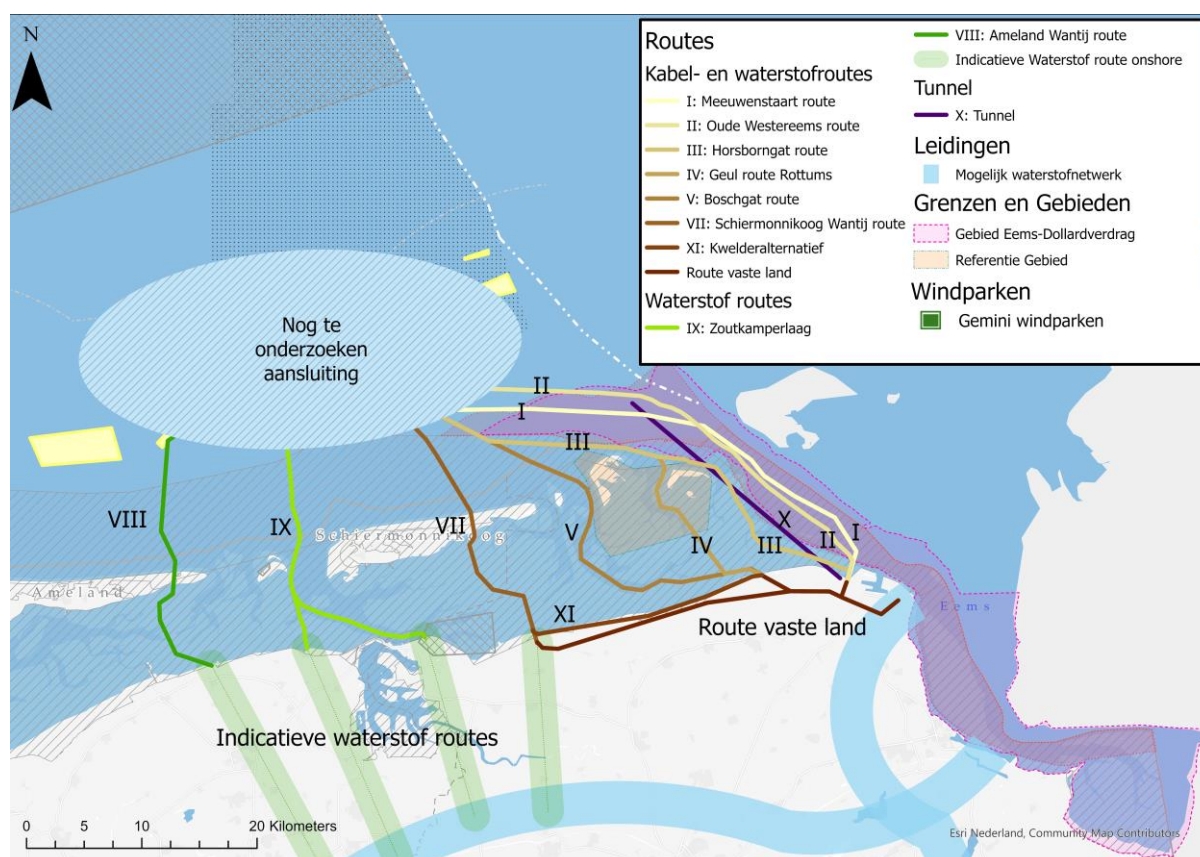 N
Routes
Kabel- en waterstofroutes
I: Meeuwenstaart route
II: Oude Westereems route
III: Horsborngat route
IV: Geul route Rottums
V: Boschgat route
VII: Schiermonnikoog Wantij route
XI: Kwelderalternatief
Route vaste land
Waterstof routes
IX: Zoutkamperlaag
VIII: Ameland Wantij route
Indicatieve Waterstof route onshore
Tunnel
X: Tunnel
Leidingen
Mogelijk waterstofnetwerk
Grenzen en Gebieden
Gebied Eems-Dollardverdrag
Referentie Gebied
Windparken
Gemini windparken
Nog te
onderzoeken
aansluiting
II
I
III
VIII
IX
Schiermonnikoog
VII
V
IV
X
III
II
I
Ameland
Eems
XI
Route vaste land
Indicatieve waterstof routes
0 5 10 20 Kilometers
Esri Nederland, Community Map Contributors